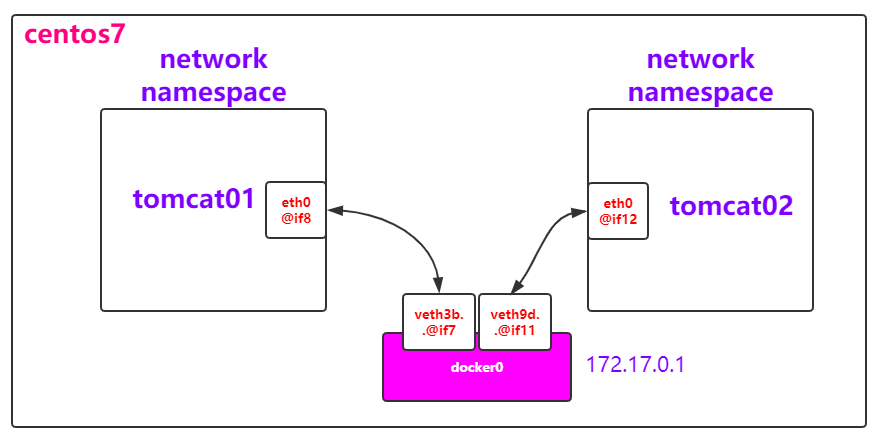 centos7
network
namespace
network
namespace
tomcat01
eth0
@if8
eth0
@if12
tomcat02
veth3b.
.@if7
veth9d.
.@if11
docker0
172.17.0.1